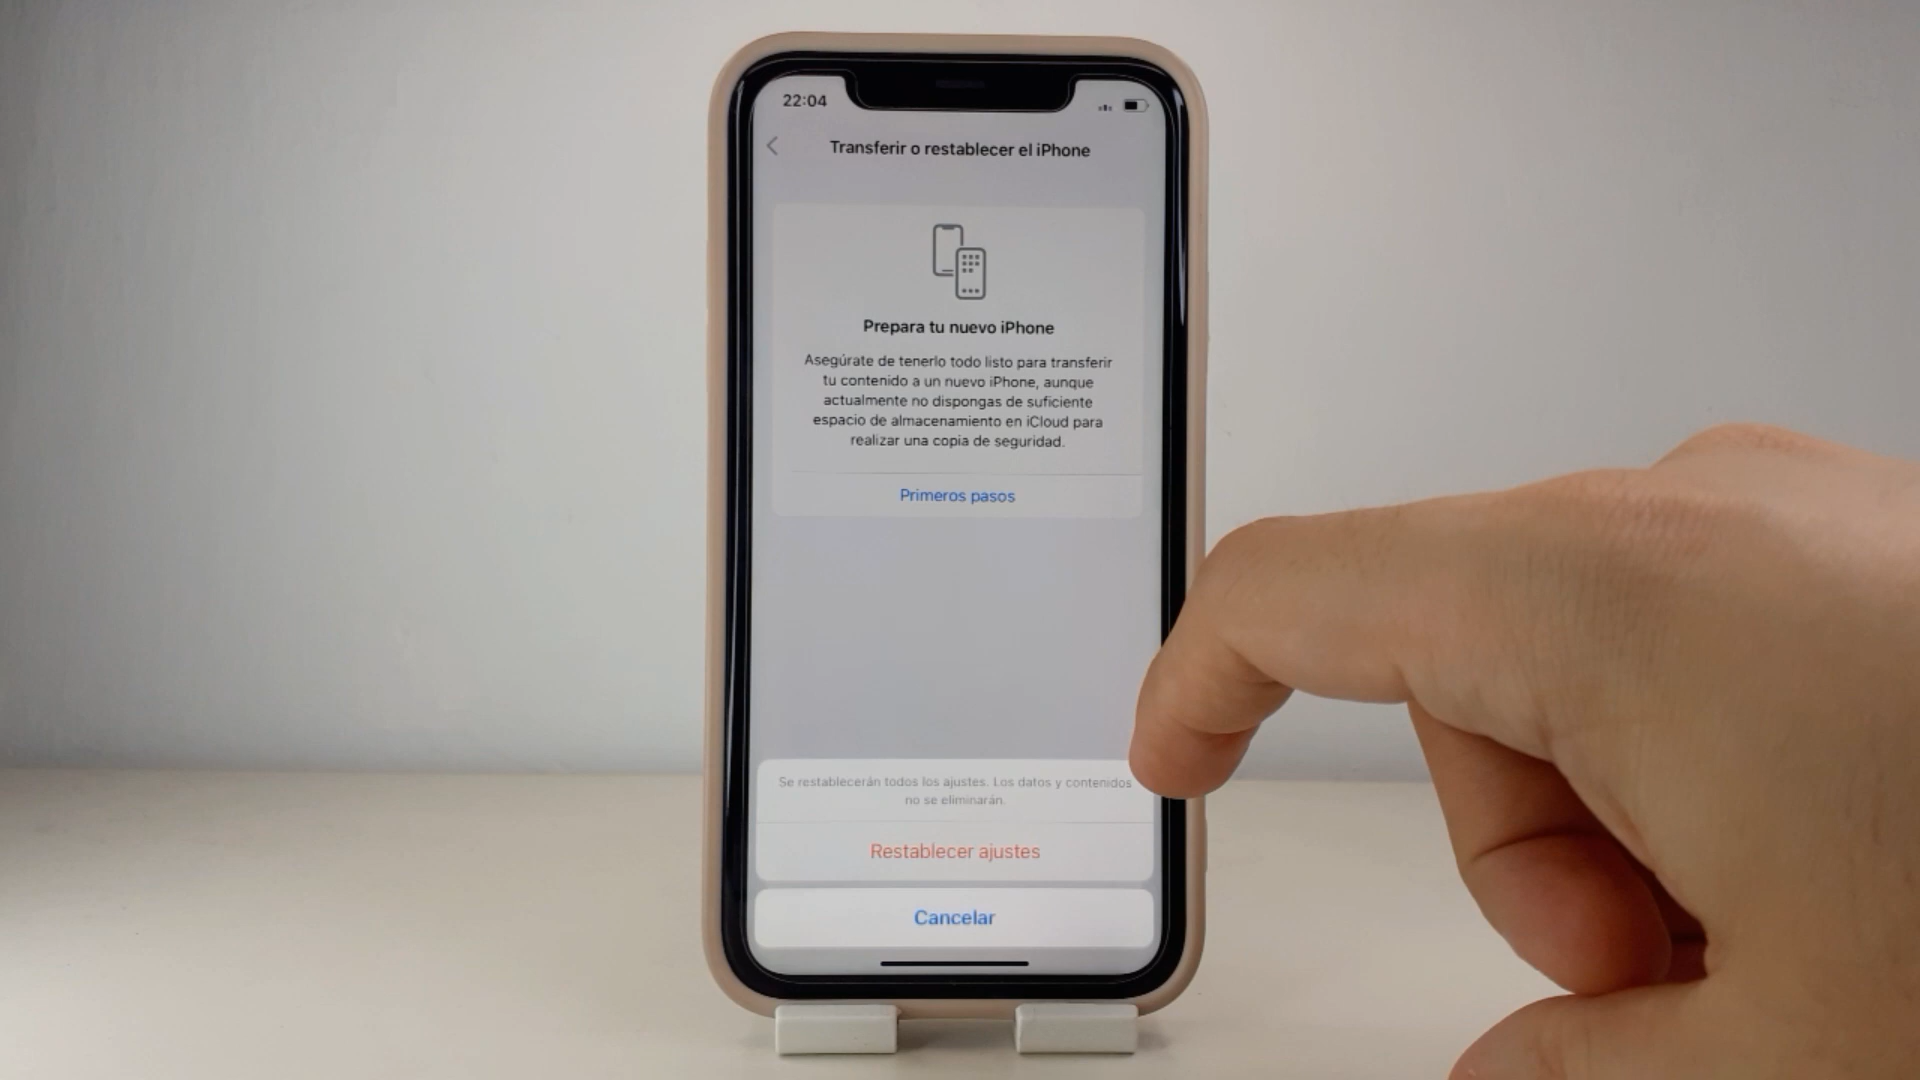 22:04
Transferir o restablecer el iPhone
Prepara tu nuevo iPhone
Asegúrate de tenerlo todo listo para transferir
tu contenido a un nuevo iPhone, aunque
actualmente no dispongas de suficiente
espacio de almacenamiento en iCloud para
realizar una copia de seguridad.
Primeros pasos
Se restablecerán todos los ajustes. Los datos y contenidos
no se eliminarán.
Restablecer ajustes
Cancelar